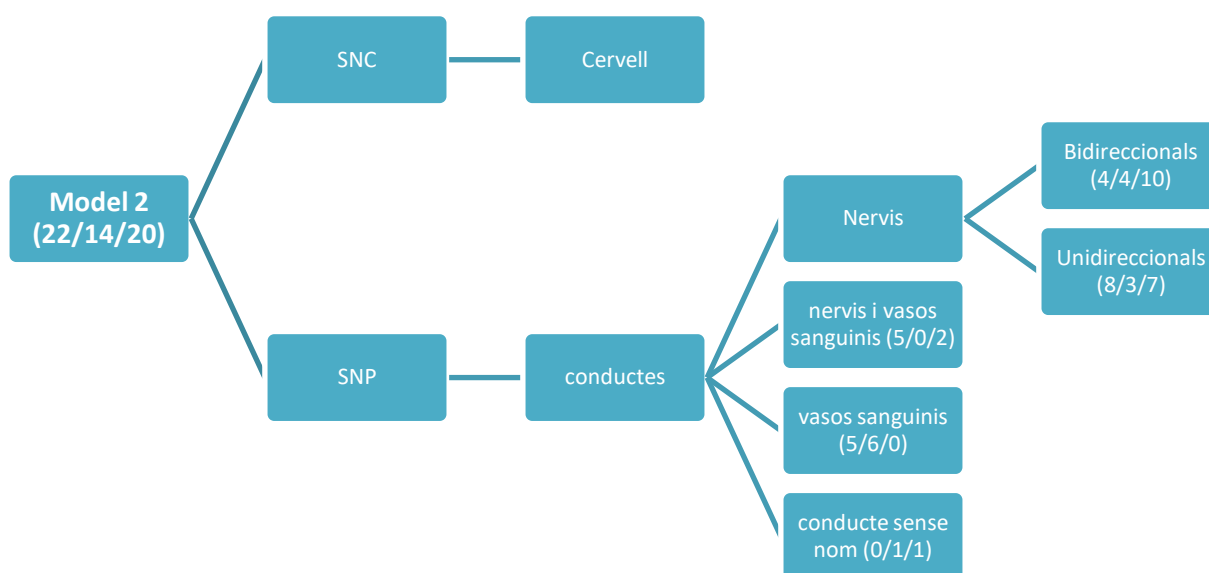 SNC
Cervell
Model 2
(22/14/20)
SNP
conductes
Nervis
Bidireccionals
(4/4/10)
Unidireccionals
(8/3/7)
nervis i vasos
sanguinis (5/0/2)
vasos sanguinis
(5/6/0)
conducte sense
nom (0/1/1)